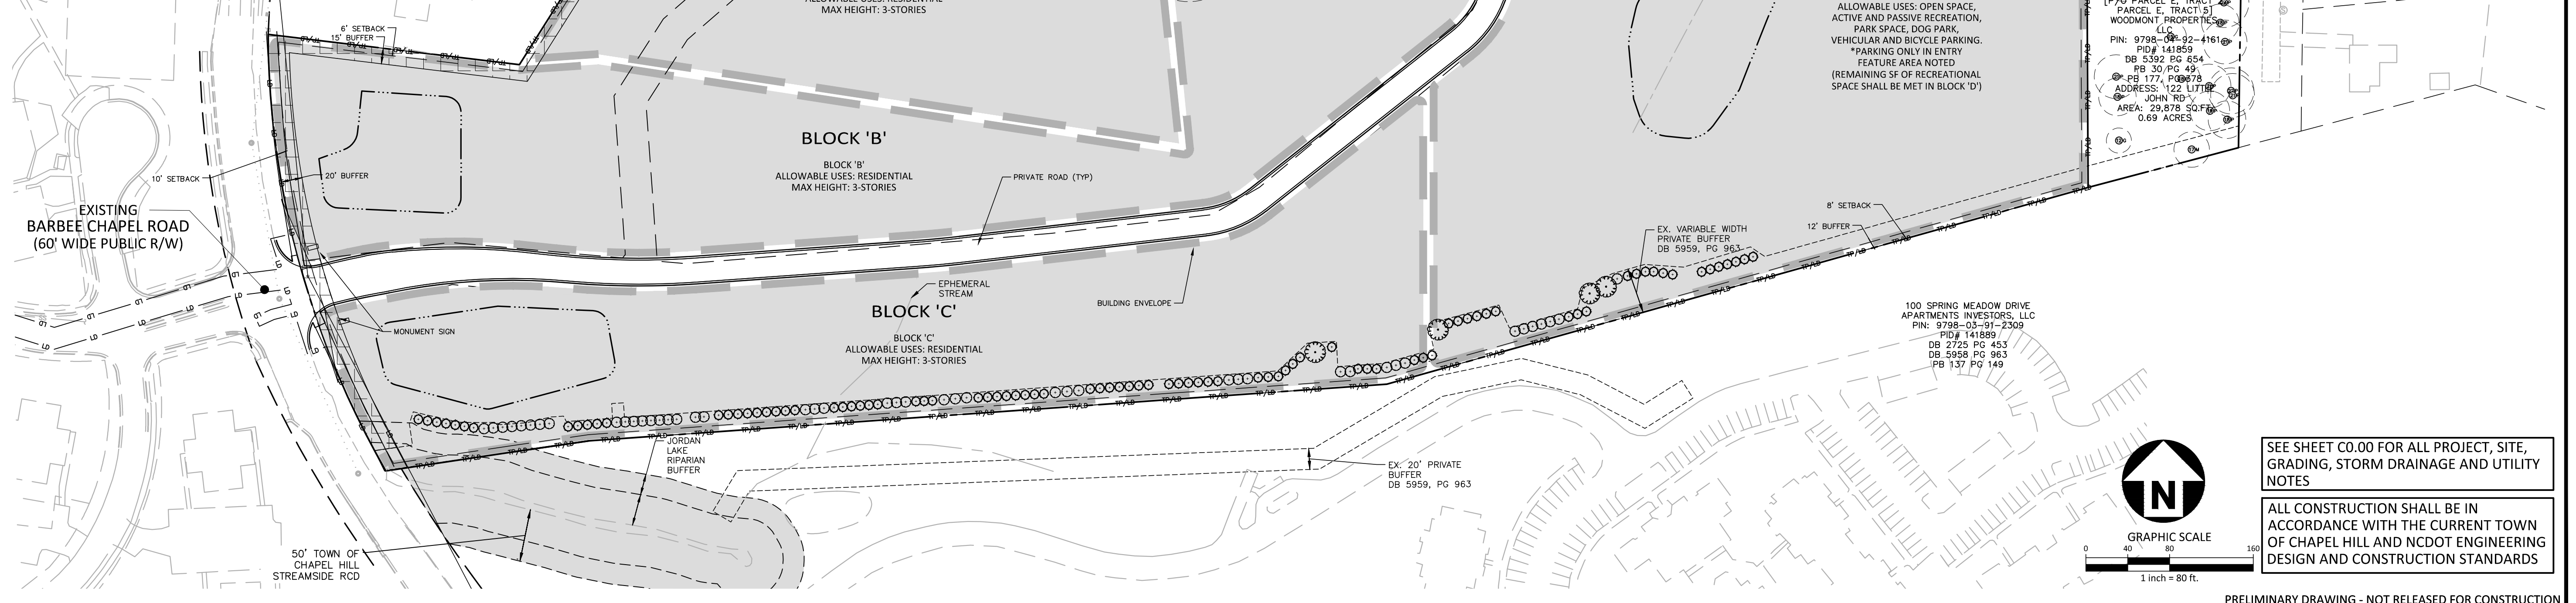 ALLOWABLE USES: RESIDENTIAL
MAX HEIGHT: 3-STORIES
6' SETBACK
15' BUFFER
10' SETBACK
20' BUFFER
EXISTING
BARBEE CHAPEL ROAD
(60' WIDE PUBLIC R/W)
BLOCK 'B'
BLOCK 'B'
ALLOWABLE USES: RESIDENTIAL
MAX HEIGHT: 3-STORIES
PRIVATE ROAD (TYP)
ALLOWABLE USES: OPEN SPACE,
ACTIVE AND PASSIVE RECREATION,
PARK SPACE, DOG PARK,
VEHICULAR AND BICYCLE PARKING.
*PARKING ONLY IN ENTRY
FEATURE AREA NOTED
(REMAINING SF OF RECREATIONAL
SPACE SHALL BE MET IN BLOCK 'D')
[P/O PARCEL E, TRACT
PARCEL E, TRACT 5]
WOODMONT PROPERTIES
LLC
PIN: 9798-04-92-4161
PID# 141859
DB 5392 PG 654
PB 30 PG 49
PB 177, PG 378
ADDRESS: 122 LITTLE
JOHN RD
AREA: 29,878 SQ.FT.
0.69 ACRES
8' SETBACK
12' BUFFER
EX. VARIABLE WIDTH
PRIVATE BUFFER
DB 5959, PG 963
EPHEMERAL
STREAM
BUILDING ENVELOPE
BLOCK 'C'
BLOCK 'C'
ALLOWABLE USES: RESIDENTIAL
MAX HEIGHT: 3-STORIES
MONUMENT SIGN
100 SPRING MEADOW DRIVE
APARTMENTS INVESTORS, LLC
PIN: 9798-03-91-2309
PID# 141889
DB 2725 PG 453
DB 5958 PG 963
PB 137 PG 149
JORDAN
LAKE
RIPARIAN
BUFFER
EX. 20' PRIVATE
BUFFER
DB 5959, PG 963
50' TOWN OF
CHAPEL HILL
STREAMSIDE RCD
N
GRAPHIC SCALE
0 40 80 160
1 inch = 80 ft.
SEE SHEET C0.00 FOR ALL PROJECT, SITE,
GRADING, STORM DRAINAGE AND UTILITY
NOTES
ALL CONSTRUCTION SHALL BE IN
ACCORDANCE WITH THE CURRENT TOWN
OF CHAPEL HILL AND NCDOT ENGINEERING
DESIGN AND CONSTRUCTION STANDARDS
PRELIMINARY DRAWING - NOT RELEASED FOR CONSTRUCTION